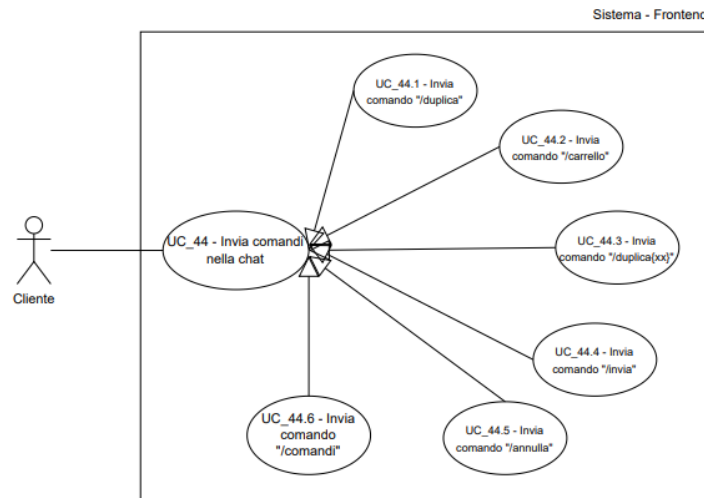 Sistema - Frontend
UC_44.1 - Invia
comando "/duplica"
UC_44.2 - Invia
comando "/carrello"
UC_44 - Invia comandi
nella chat
UC_44.3 - Invia
comando "/duplica{xx}"
Cliente
UC_44.4 - Invia
comando "/invia"
UC_44.6 - Invia
comando
"/comandi"
UC_44.5 - Invia
comando "/annulla"